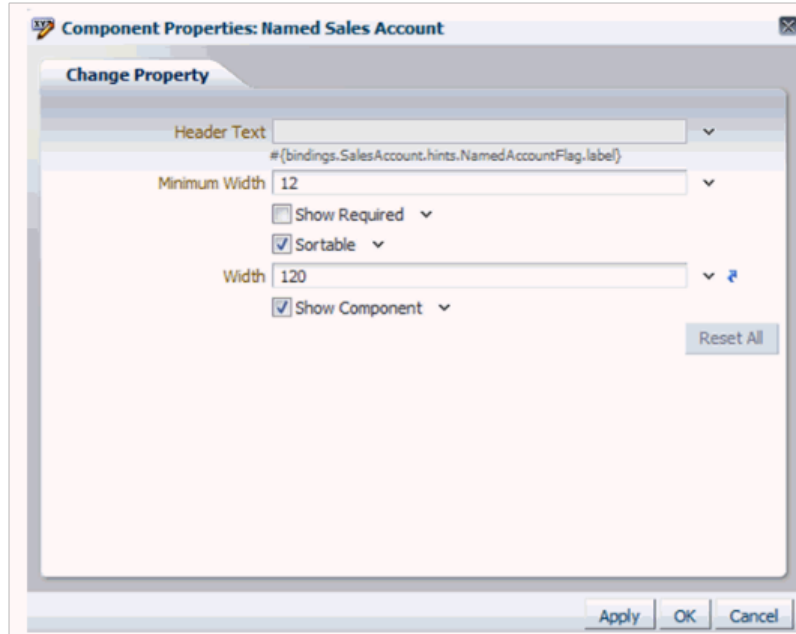 Component Properties: Named Sales Account
Change Property
Header Text
#{bindings.SalesAccount.hints.NamedAccountFlag.label}
Minimum Width 12
Show Required
Sortable
Width 120
Show Component
Reset All
Apply OK Cancel